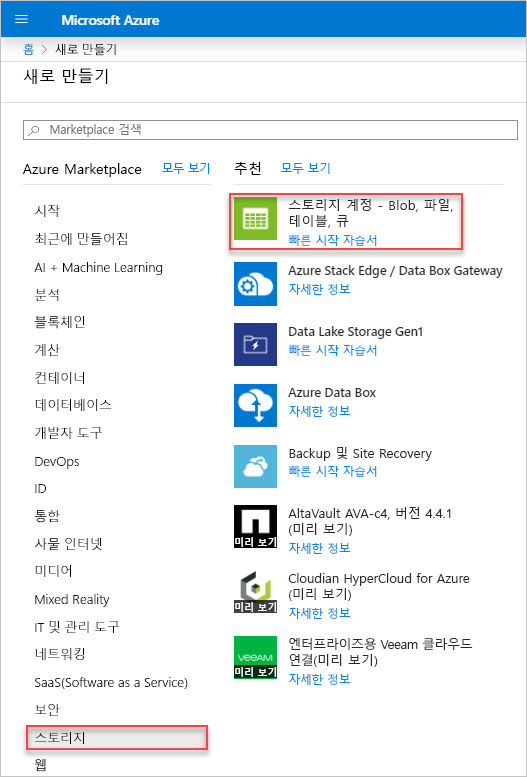 Microsoft Azure
홈 > 새로 만들기
새로 만들기
Marketplace 검색
Azure Marketplace 모두 보기
시작
최근에 만들어짐
AI + Machine Learning
분석
블록체인
계산
컨테이너
데이터베이스
개발자 도구
DevOps
ID
통합
사물 인터넷
미디어
Mixed Reality
IT 및 관리 도구
네트워킹
SaaS(Software as a Service)
보안
스토리지
웹
추천 모두 보기
스토리지 계정 - Blob, 파일,
테이블, 큐
빠른 시작 자습서
Azure Stack Edge / Data Box Gateway
자세한 정보
Data Lake Storage Gen1
빠른 시작 자습서
Azure Data Box
자세한 정보
Backup 및 Site Recovery
빠른 시작 자습서
미리 보기
AltaVault AVA-c4, 버전 4.4.1
(미리 보기)
자세한 정보
미리 보기
Cloudian HyperCloud for Azure
(미리 보기)
자세한 정보
veeam
미리 보기
엔터프라이즈용 Veeam 클라우드
연결(미리 보기)
자세한 정보